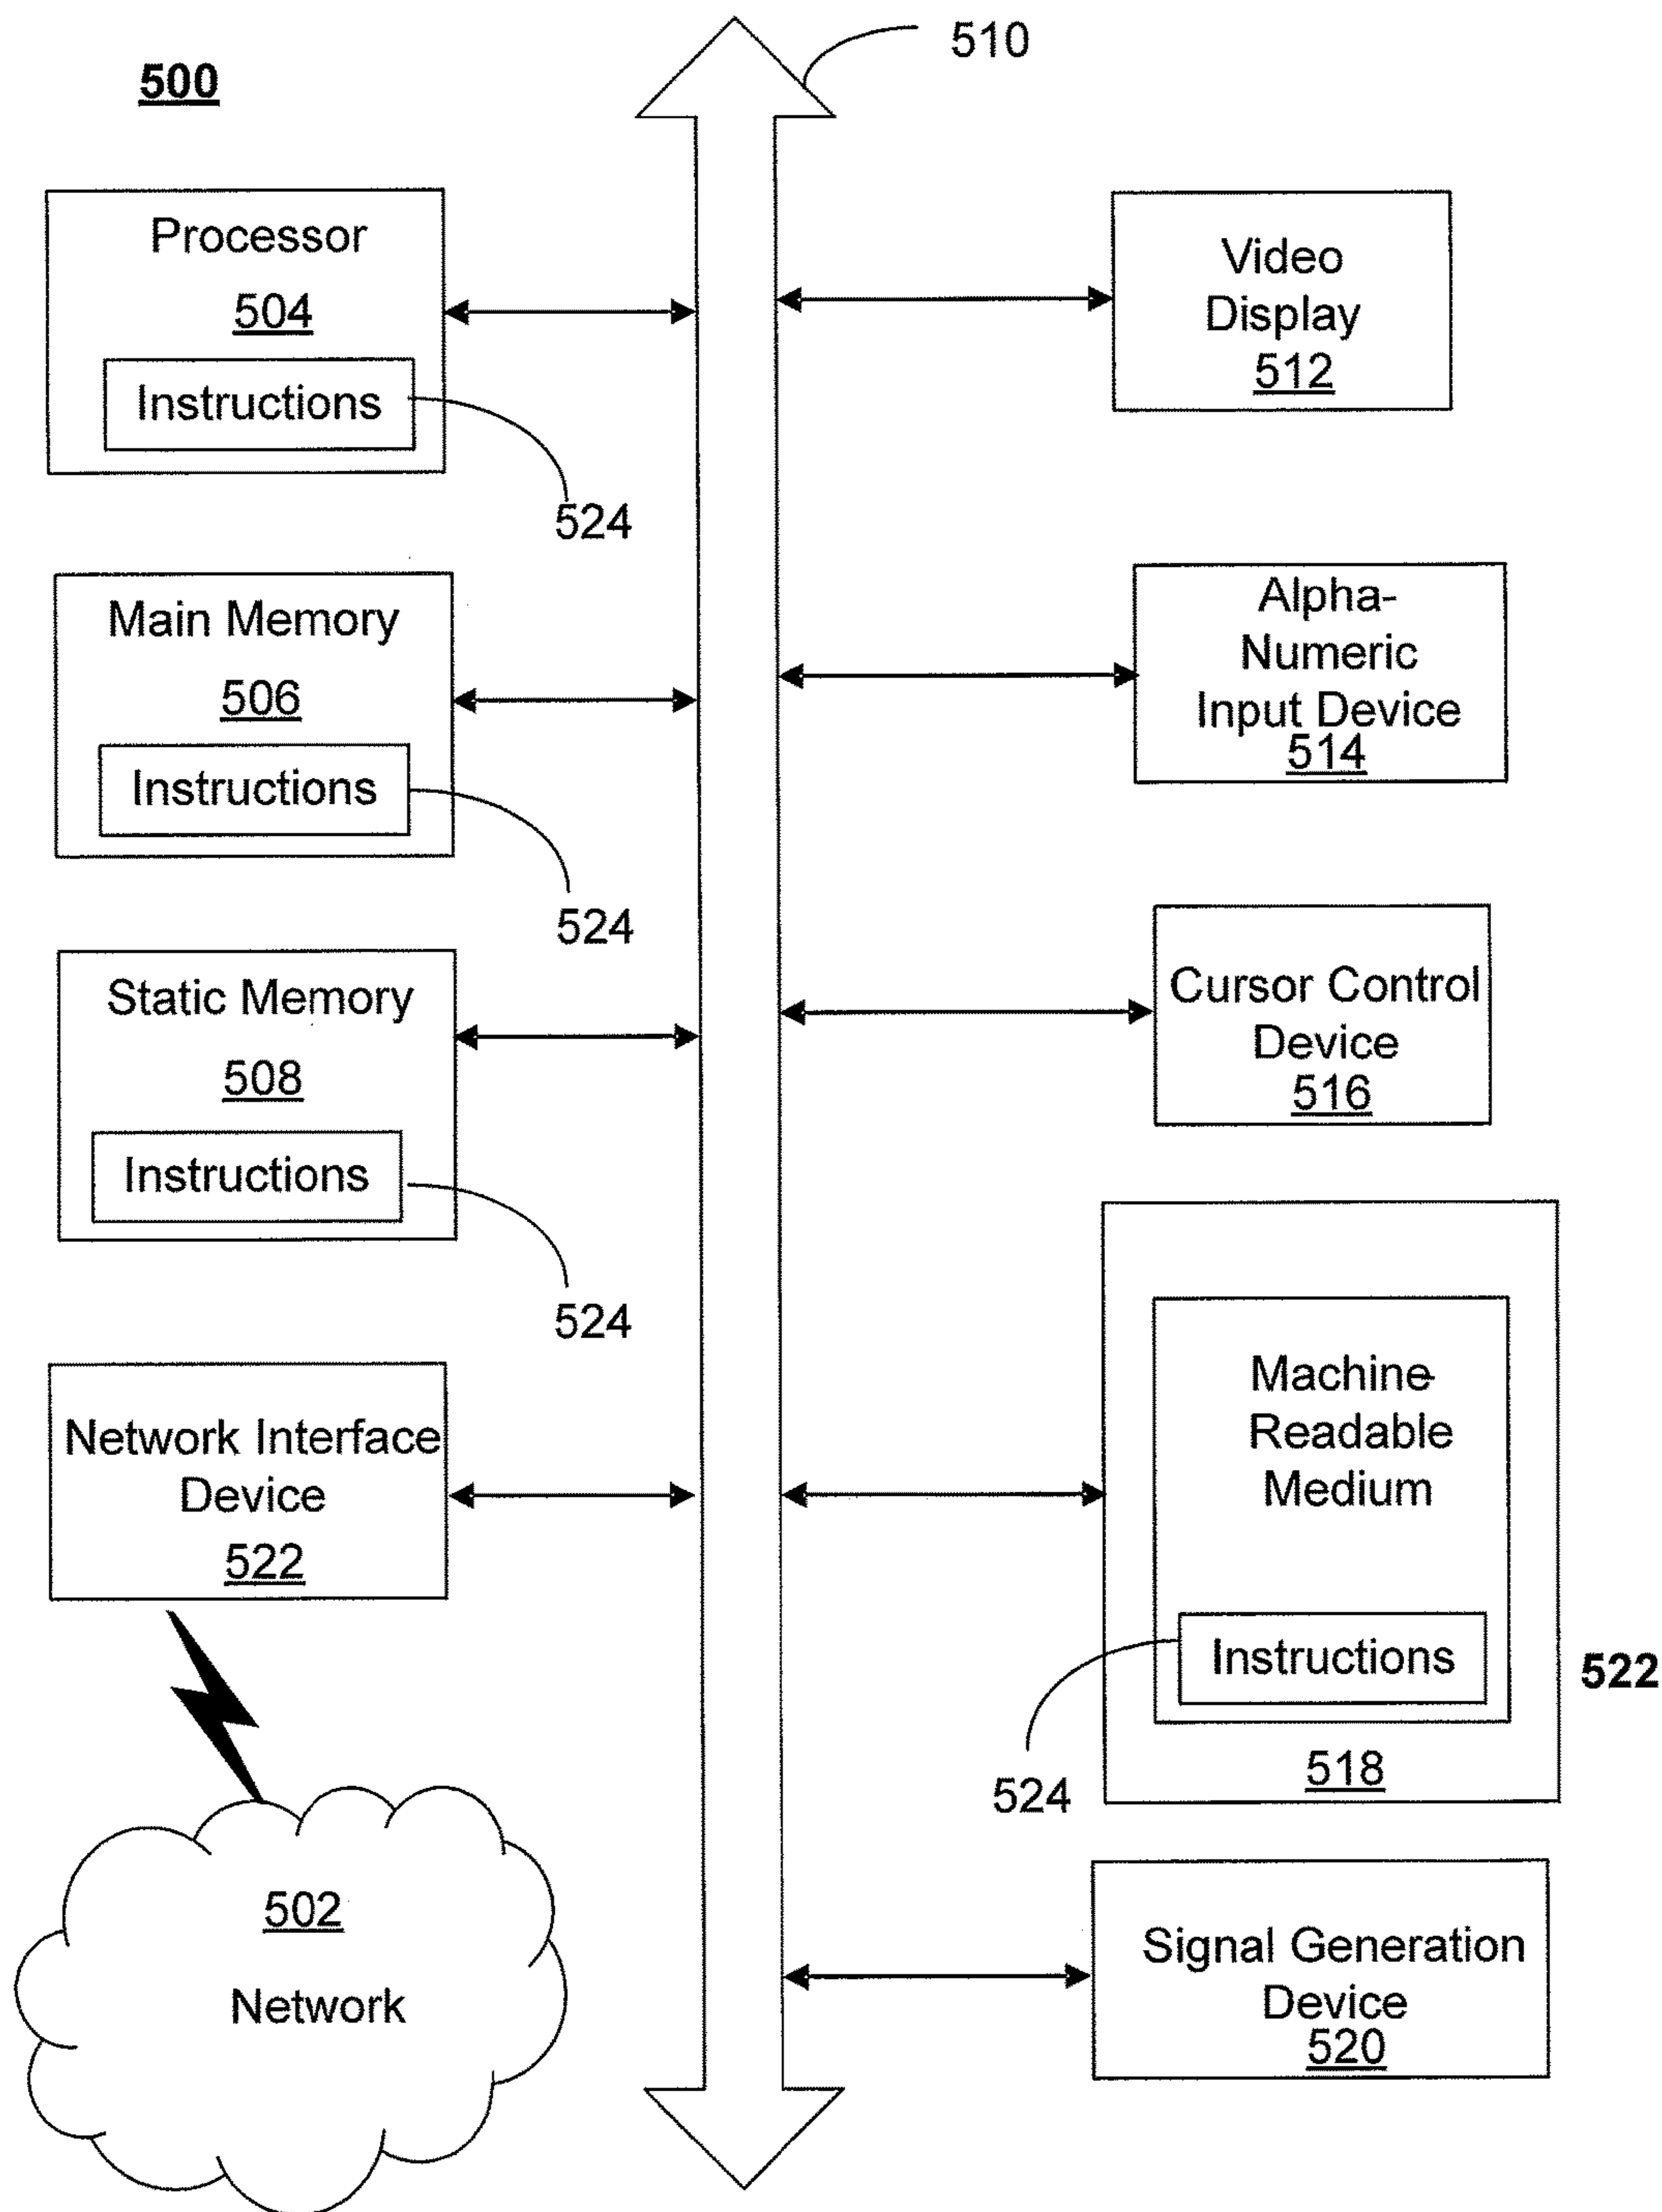 500
510
Processor
504
Instructions
524
Main Memory
506
Instructions
524
Static Memory
508
Instructions
524
Network Interface
Device
522
502
Network
Video
Display
512
Alpha-
Numeric
Input Device
514
Cursor Control
Device
516
Machine-
Readable
Medium
Instructions
522
524
518
Signal Generation
Device
520